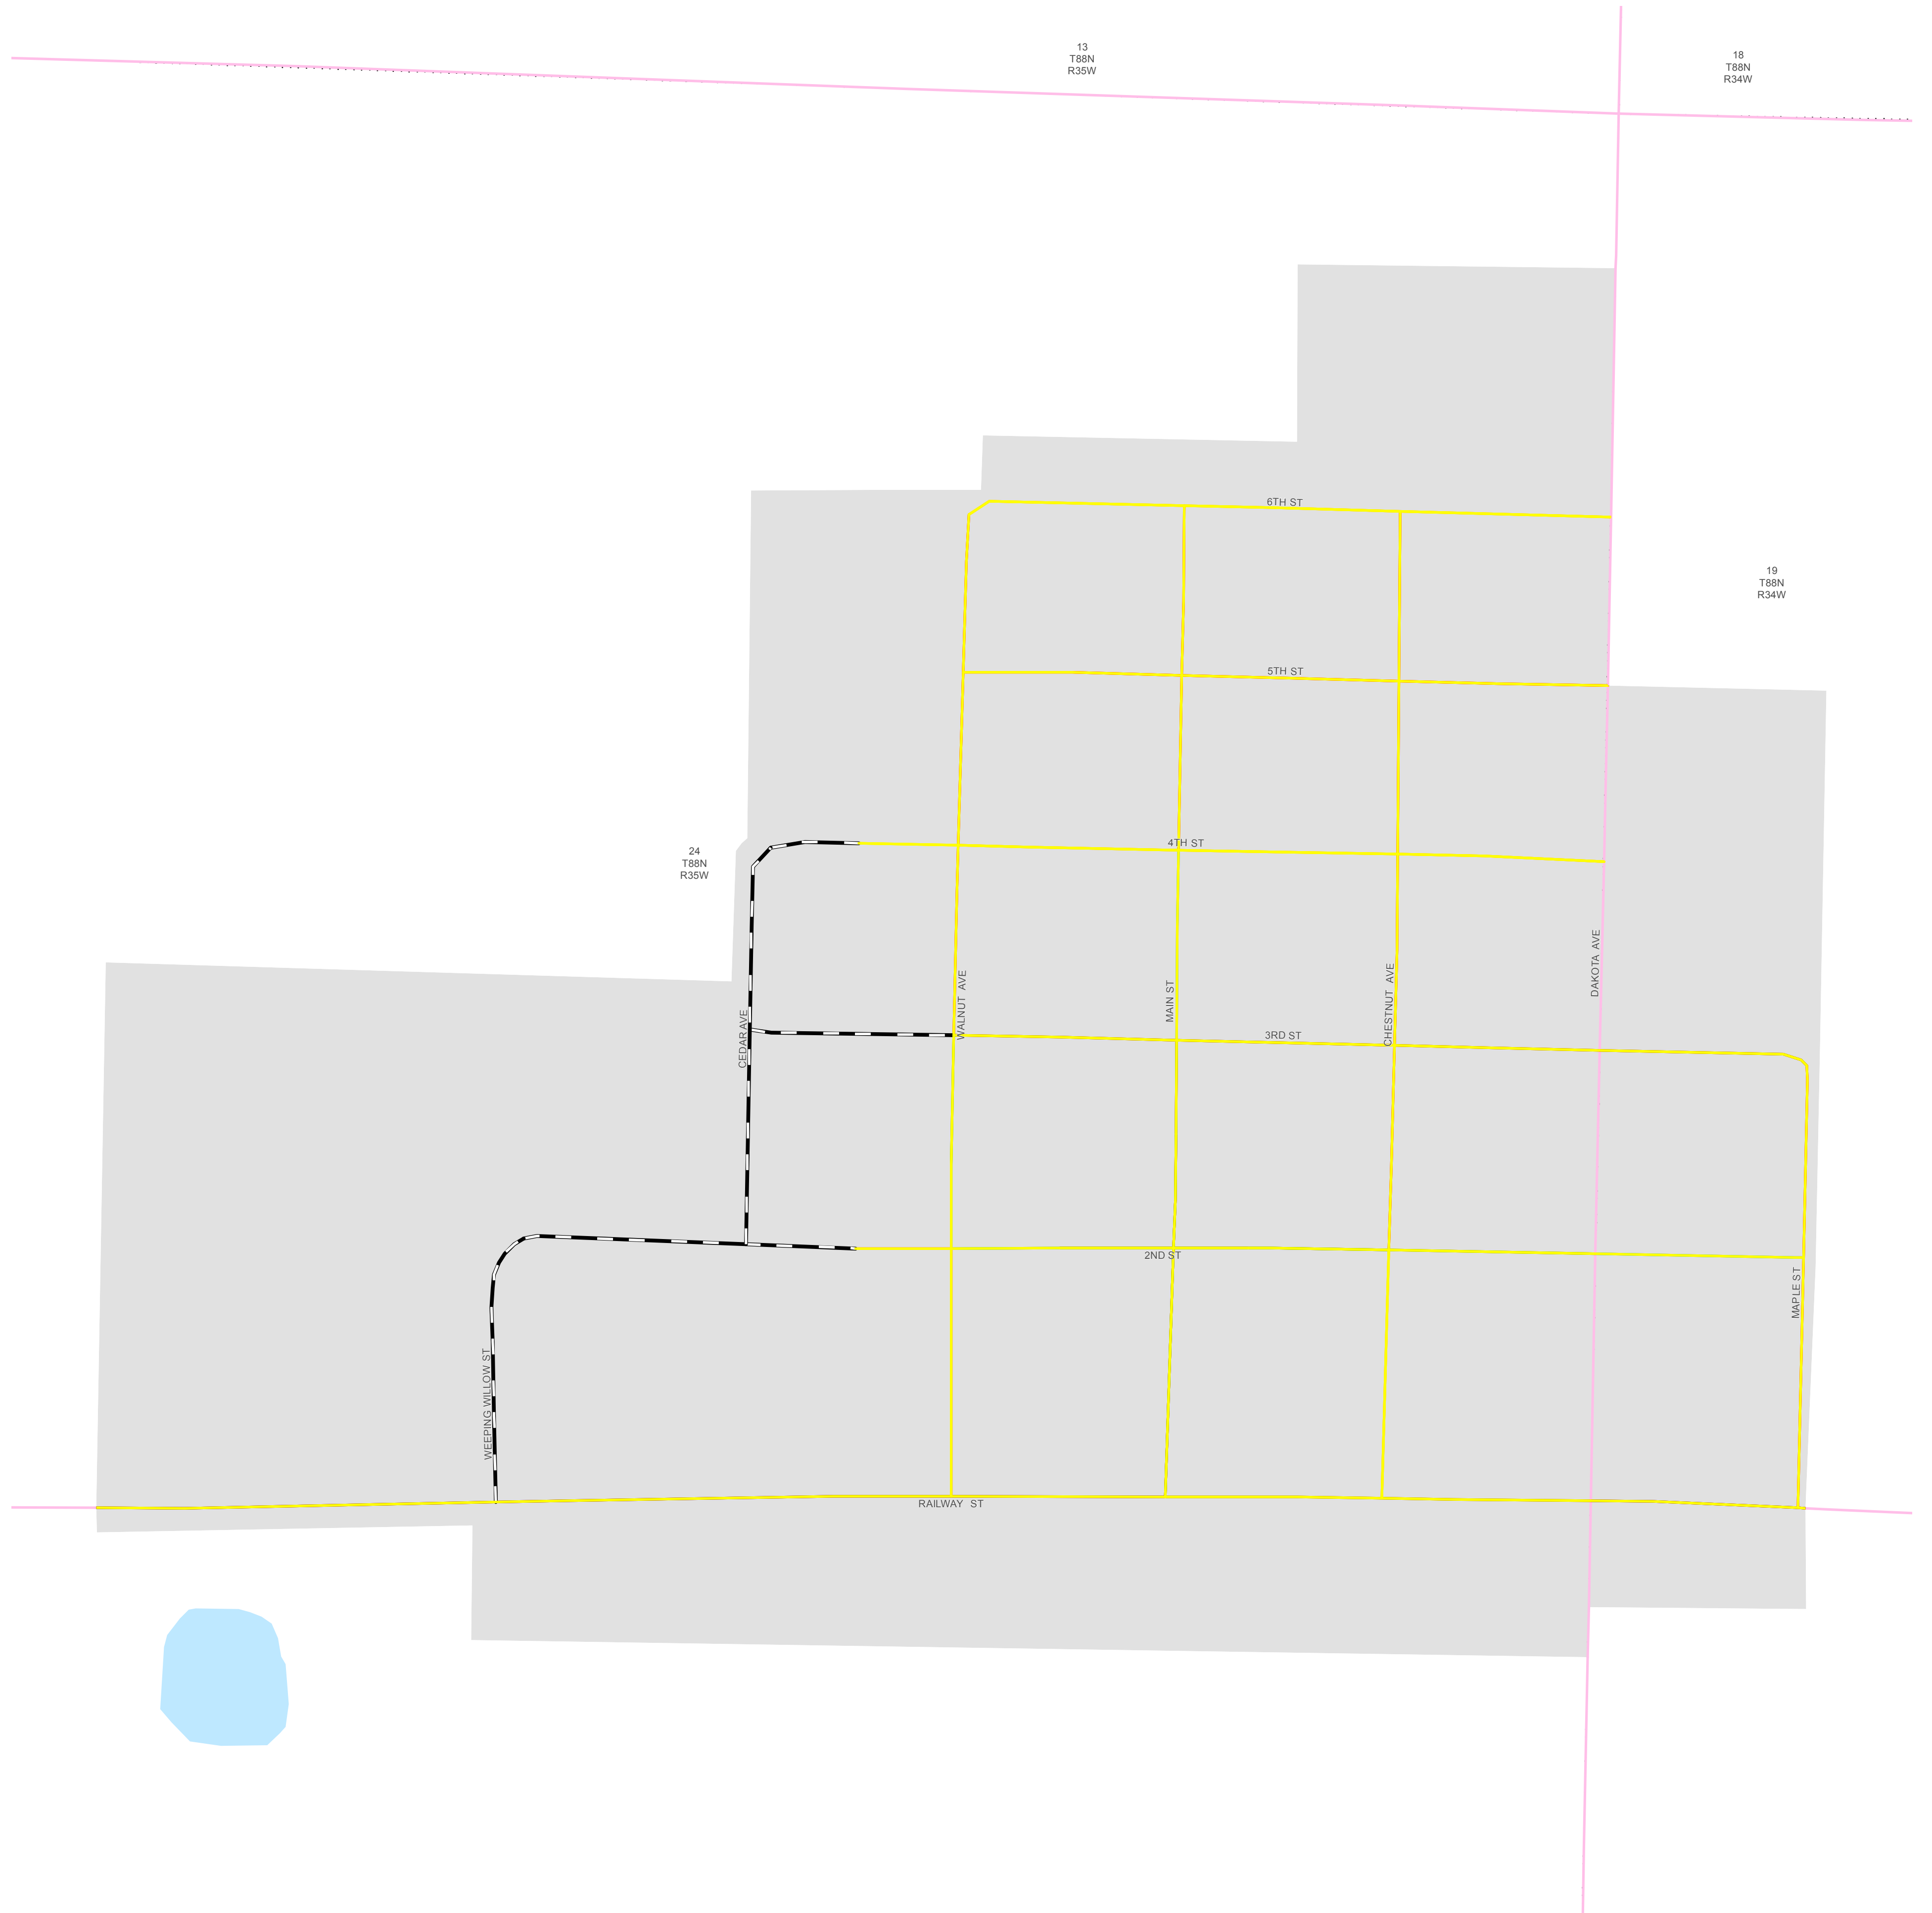 13
T88N
R35W
18
T88N
R34W
6TH ST
19
T88N
R34W
5TH ST
4TH ST
24
T88N
R35W
DAKOTA AVE
WALNUT AVE
MAIN ST
CHESTNUT AVE
CEDAR AVE
3RD ST
2ND ST
MAPLE ST
WEEPING WILLOW ST
RAILWAY ST